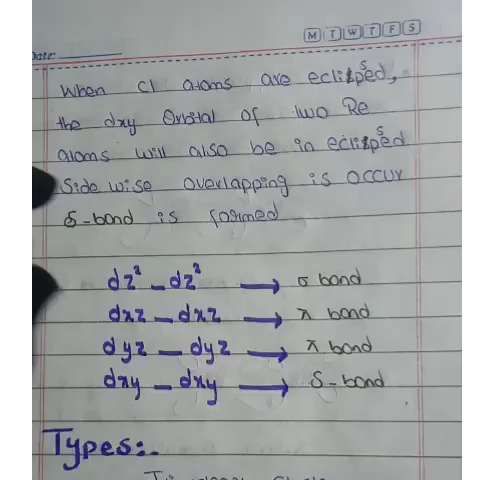 M T W T F S
Date:
When Cl atoms are eclipsed,
the dxy Orbital of two Re
atoms will also be in eclipsed
Side wise overlapping is occur
δ-bond is formed
dz² - dz² → σ bond
dxz - dxz → π bond
dyz - dyz → π bond
dxy - dxy → δ-bond
Types:-